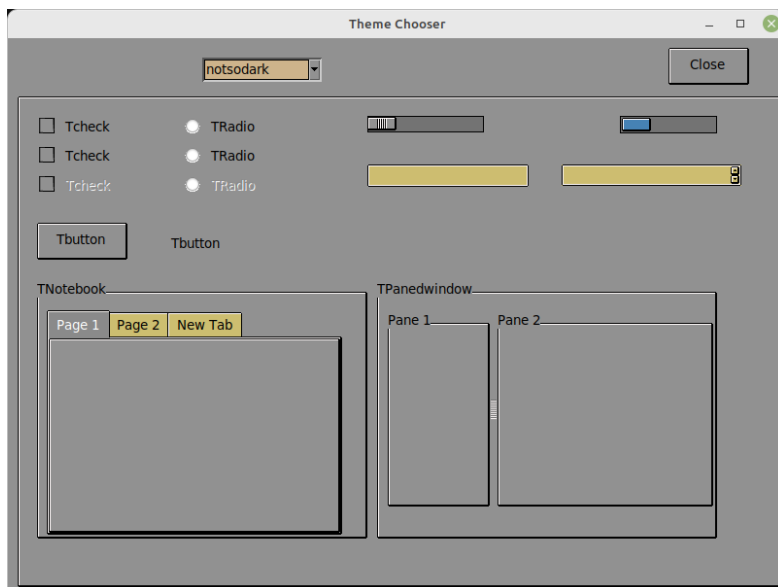 Theme Chooser
notsodark
Close
Tcheck TRadio
Tcheck TRadio
Tcheck TRadio
Tbutton Tbutton
TNotebook TPanedwindow
Page 1 Page 2 New Tab
Pane 1 Pane 2